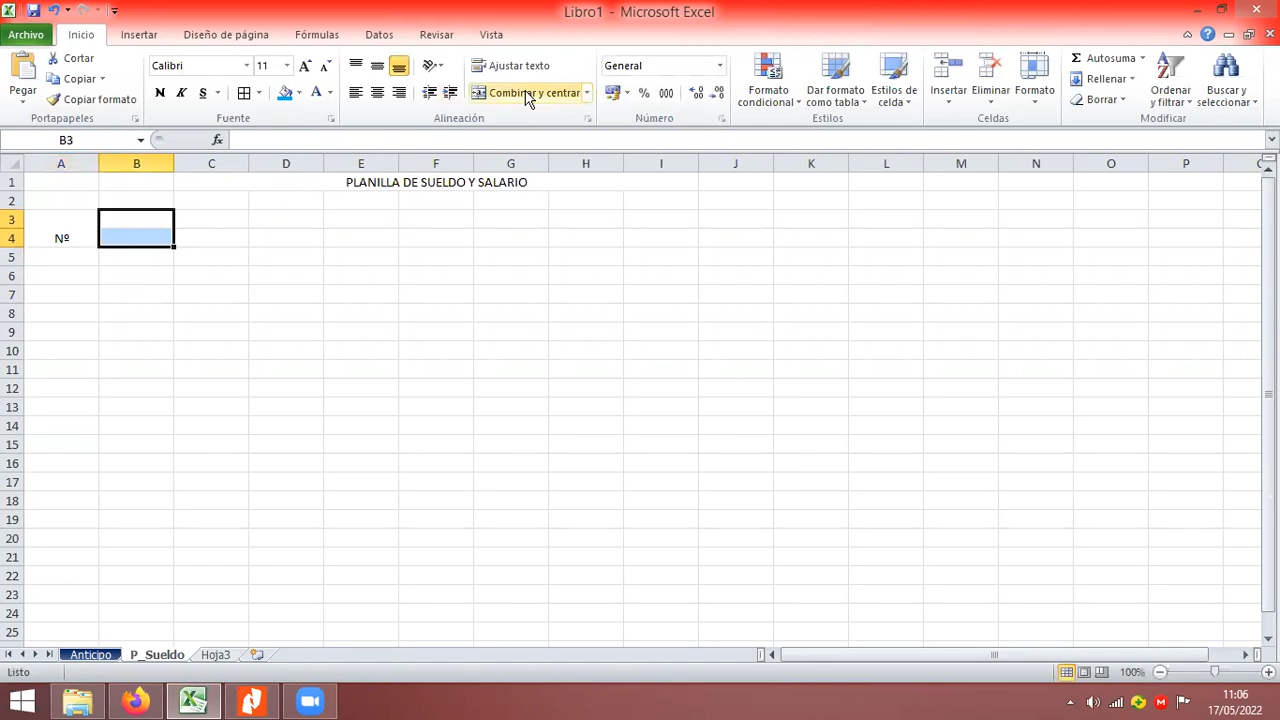 Libro1 - Microsoft Excel
Archivo Inicio Insertar Diseño de página Fórmulas Datos Revisar Vista
Cortar Calibri 11 Ajustar texto General Autosuma
Copiar
Pegar Copiar formato N K S Combinar y centrar % 000 Formato condicional Dar formato como tabla Estilos de celda Insertar Eliminar Formato Rellenar Borrar Ordenar y filtrar Buscar y seleccionar
Portapapeles Fuente Alineación Número Estilos Celdas Modificar
B3 fx
A B C D E F G H I J K L M N O P
1 PLANILLA DE SUELDO Y SALARIO
2
3
4 Nº
5
6
7
8
9
10
11
12
13
14
15
16
17
18
19
20
21
22
23
24
25
Anticipo P_Sueldo Hoja3
Listo 100%
11:06
17/05/2022